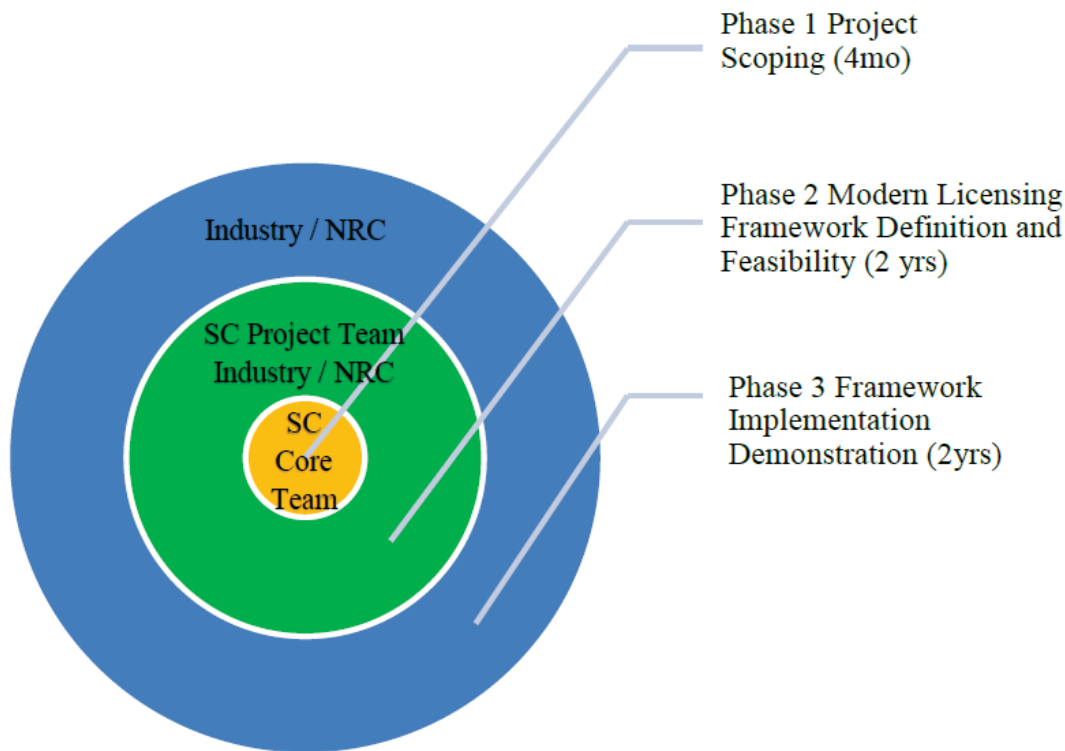 Phase 1 Project
Scoping (4mo)
Phase 2 Modern Licensing
Framework Definition and
Feasibility (2 yrs)
Phase 3 Framework
Implementation
Demonstration (2yrs)
Industry / NRC
SC Project Team
Industry / NRC
SC
Core
Team